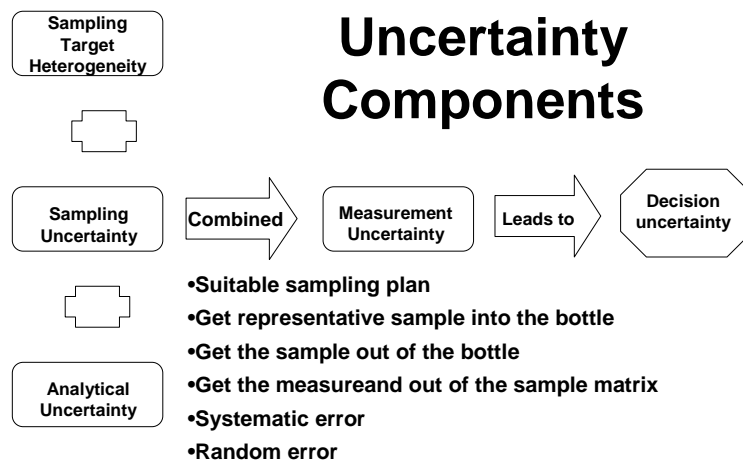 Uncertainty
Components
Sampling
Target
Heterogeneity
Sampling
Uncertainty
Combined
Measurement
Uncertainty
Leads to
Decision
uncertainty
Analytical
Uncertainty
•Suitable sampling plan
•Get representative sample into the bottle
•Get the sample out of the bottle
•Get the measureand out of the sample matrix
•Systematic error
•Random error